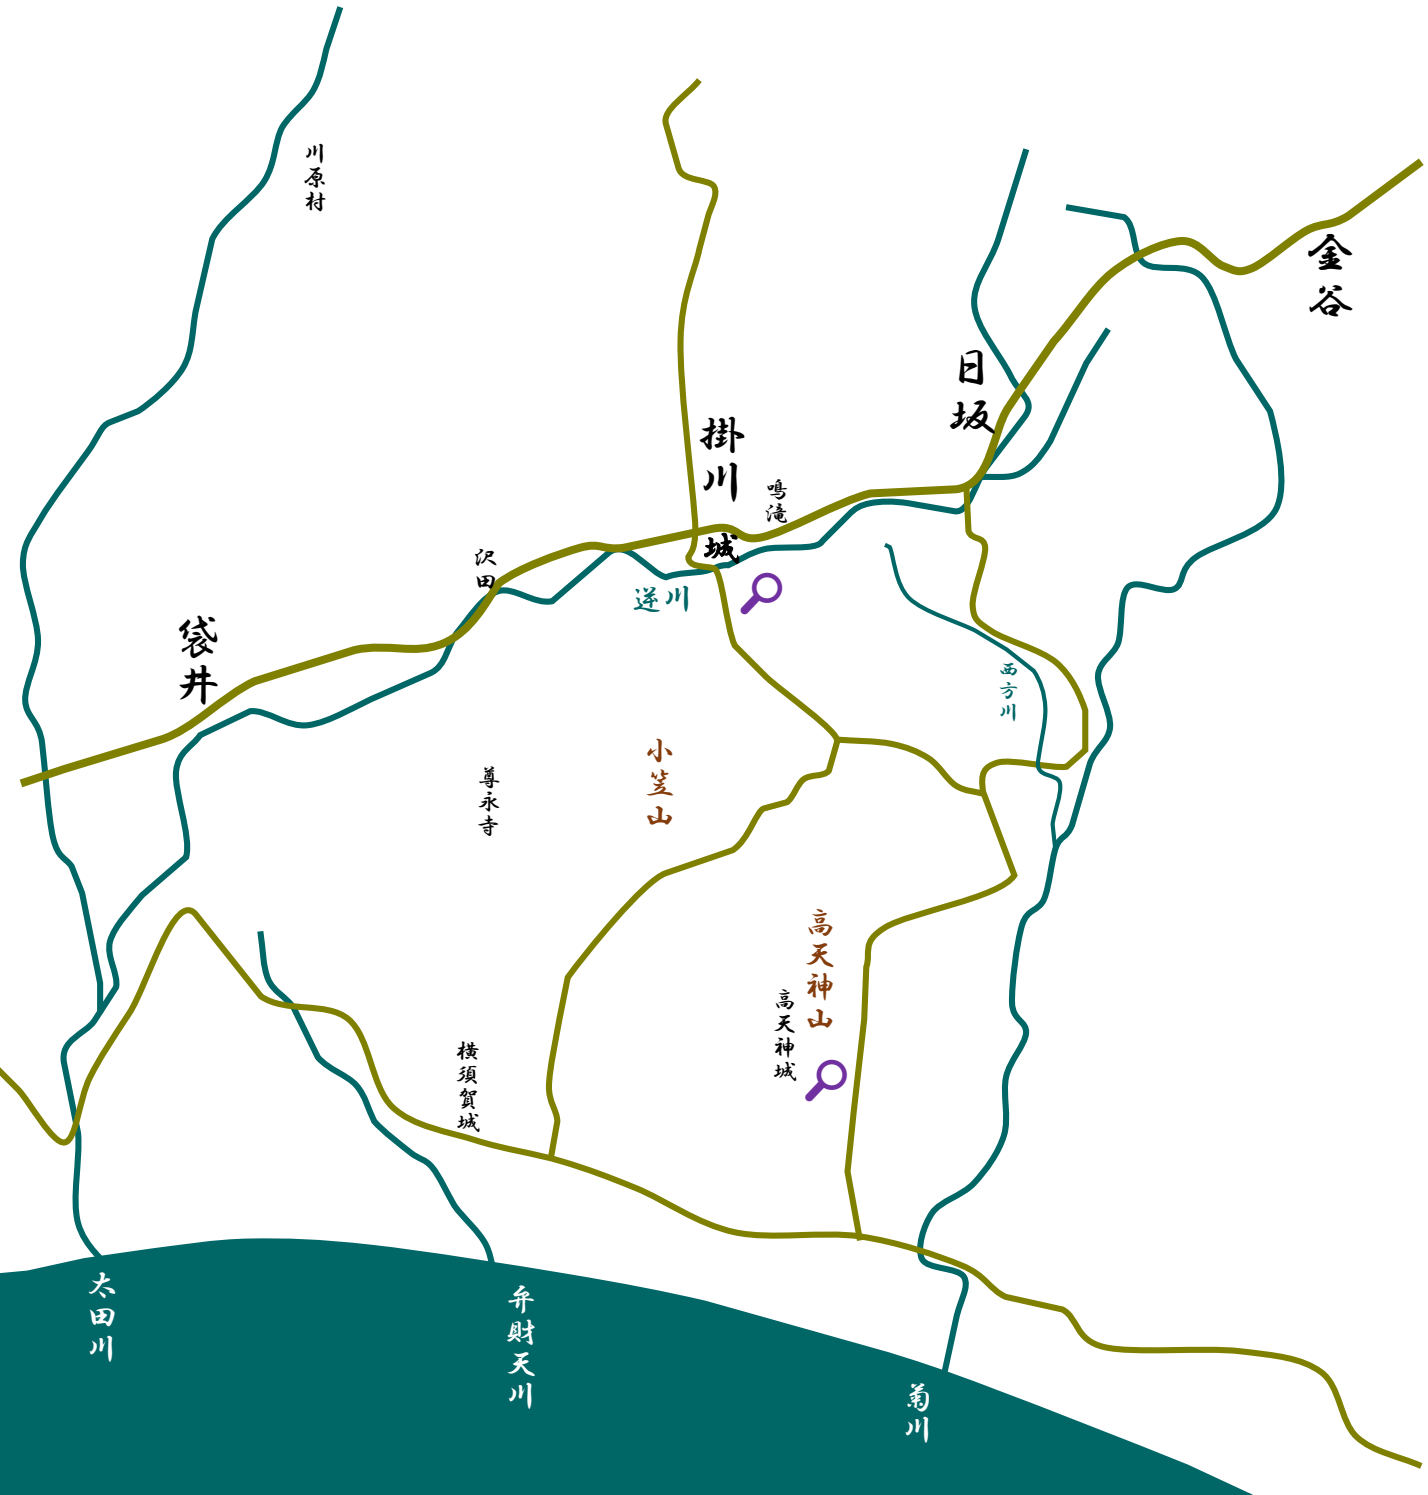 川原村
金谷
日坂
掛川
城
鳴滝
沢田
逆川
袋井
西方川
小笠山
尊永寺
高天神山
高天神城
横須賀城
太田川
弁財天川
菊川